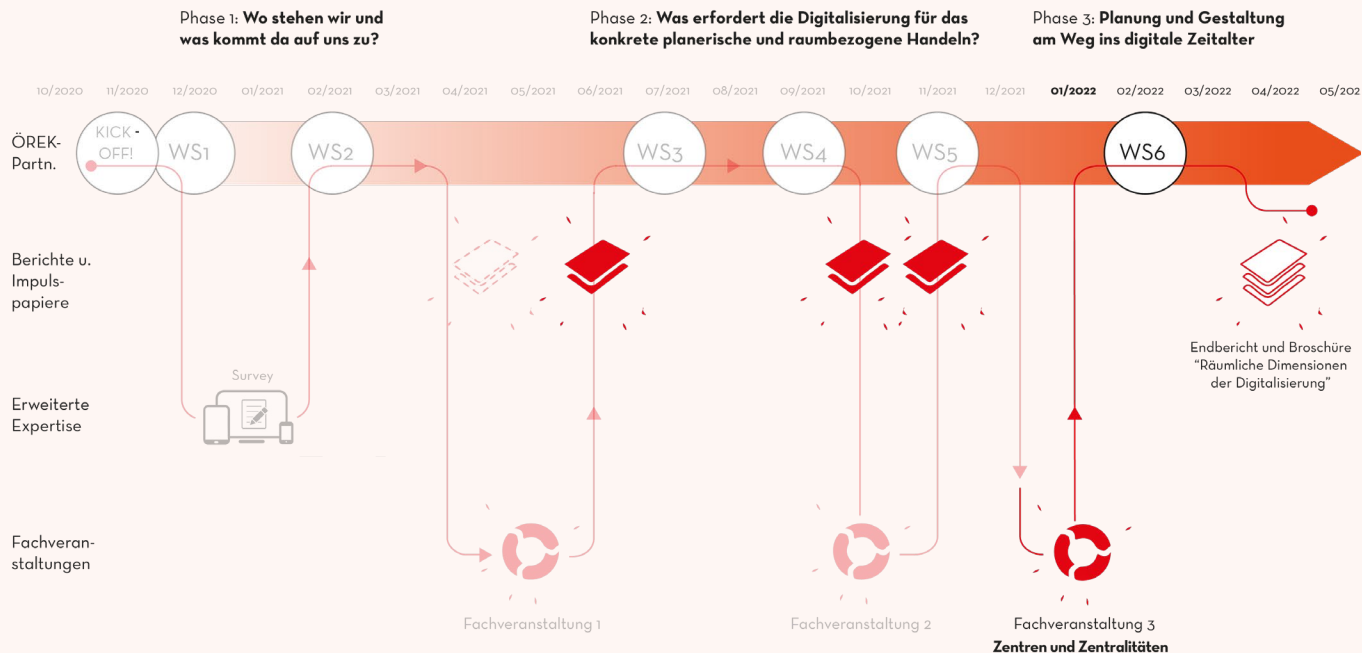 Phase 1: Wo stehen wir und
was kommt da auf uns zu?
Phase 2: Was erfordert die Digitalisierung für das
konkrete planerische und raumbezogene Handeln?
Phase 3: Planung und Gestaltung
am Weg ins digitale Zeitalter
10/2020 11/2020 12/2020 01/2021 02/2021 03/2021 04/2021 05/2021 06/2021 07/2021 08/2021 09/2021 10/2021 11/2021 12/2021 01/2022 02/2022 03/2022 04/2022 05/202
ÖREK-
Partn.
KICK -
OFF!
WS1
WS2
WS3
WS4
WS5
WS6
Berichte u.
Impuls-
papiere
Endbericht und Broschüre
"Räumliche Dimensionen
der Digitalisierung"
Survey
Erweiterte
Expertise
Fachveran-
staltungen
Fachveranstaltung 1
Fachveranstaltung 2
Fachveranstaltung 3
Zentren und Zentralitäten